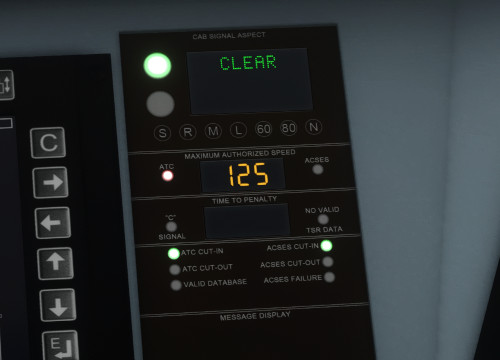 CAB SIGNAL ASPECT
CLEAR
S R M L 60 80 N
MAXIMUM AUTHORIZED SPEED
ATC 125 ACSES
TIME TO PENALTY
"C" SIGNAL
NO VALID TSR DATA
ATC CUT-IN ACSES CUT-IN
ATC CUT-OUT ACSES CUT-OUT
VALID DATABASE ACSES FAILURE
MESSAGE DISPLAY
C
E